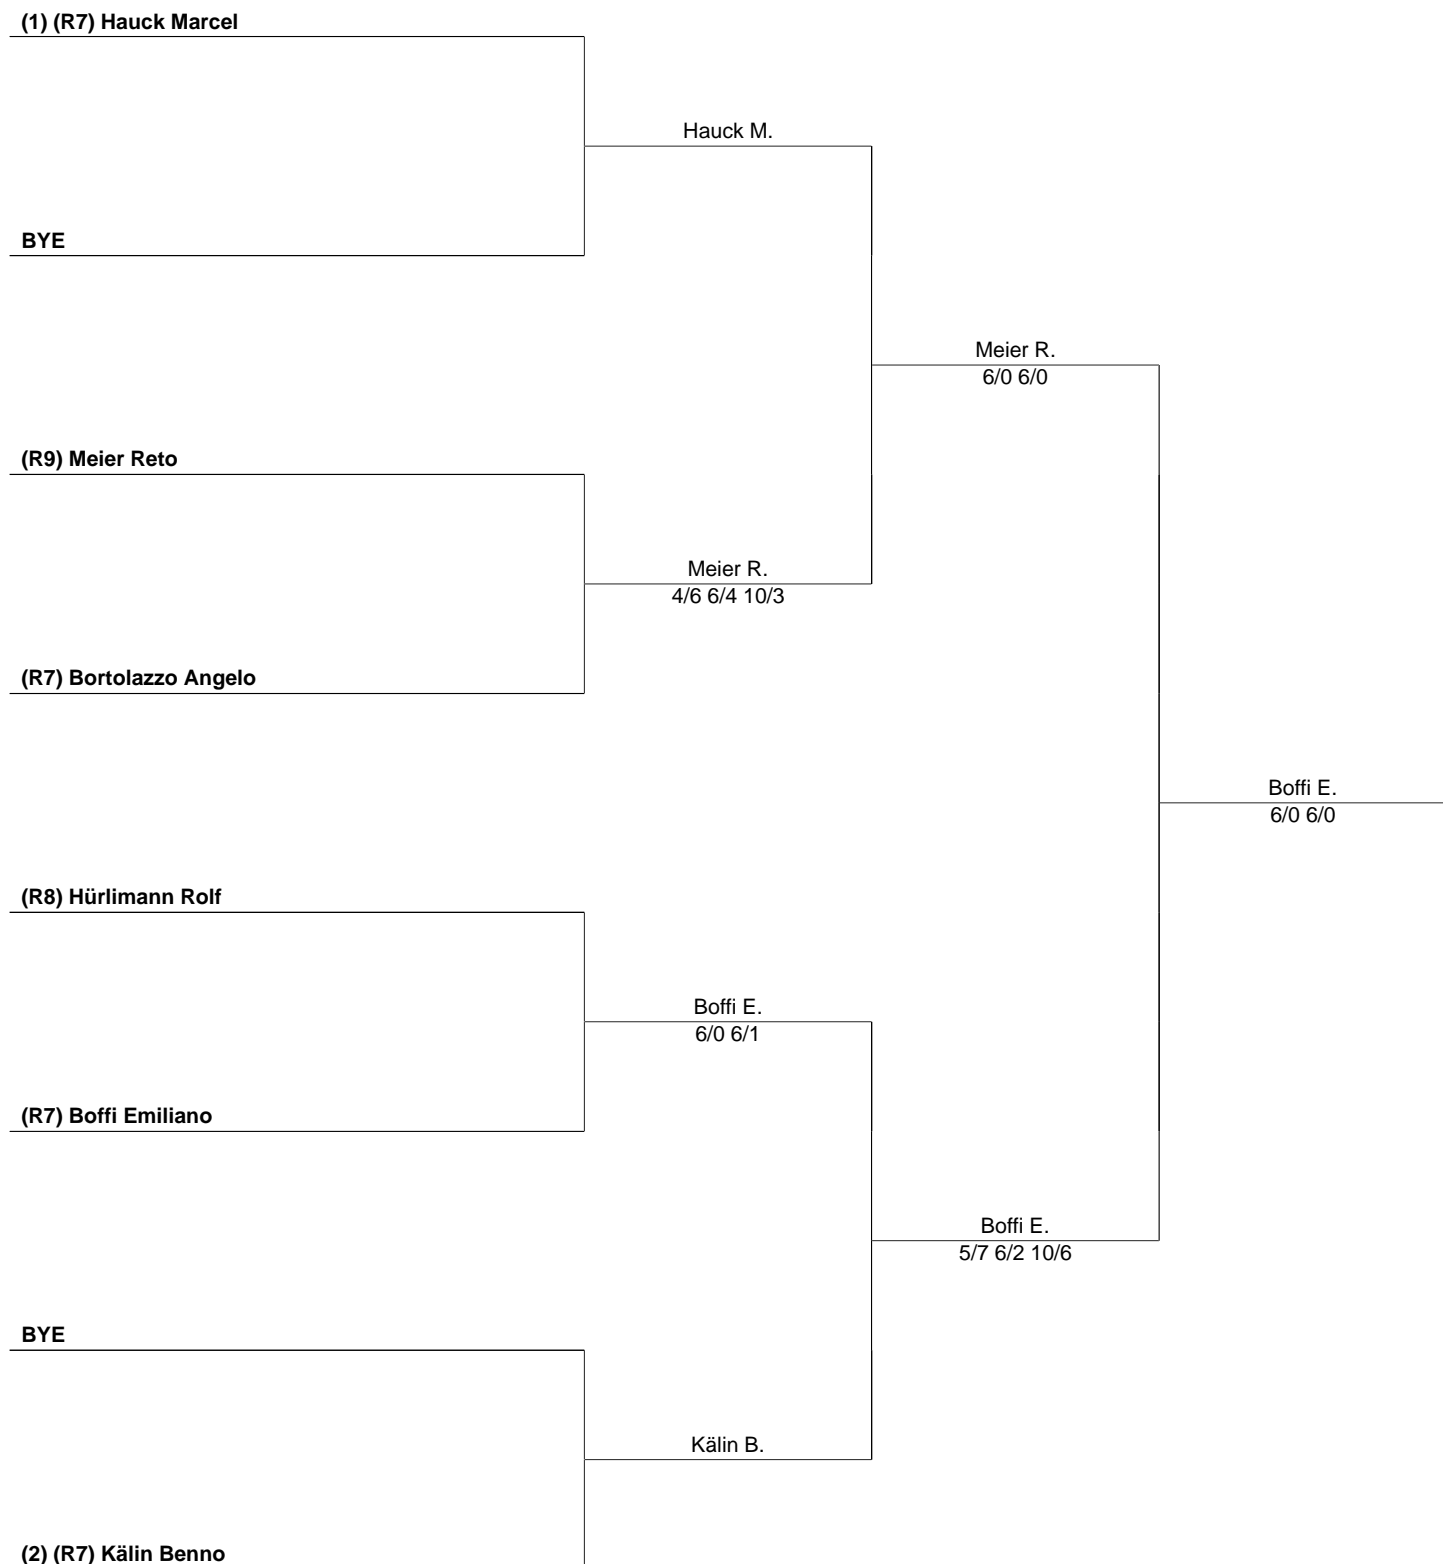 (1) (R7) Hauck Marcel
Hauck M.
BYE
Meier R.
6/0 6/0
(R9) Meier Reto
Meier R.
4/6 6/4 10/3
(R7) Bortolazzo Angelo
Boffi E.
6/0 6/0
(R8) Hürlimann Rolf
Boffi E.
6/0 6/1
(R7) Boffi Emiliano
Boffi E.
5/7 6/2 10/6
BYE
Kälin B.
(2) (R7) Kälin Benno